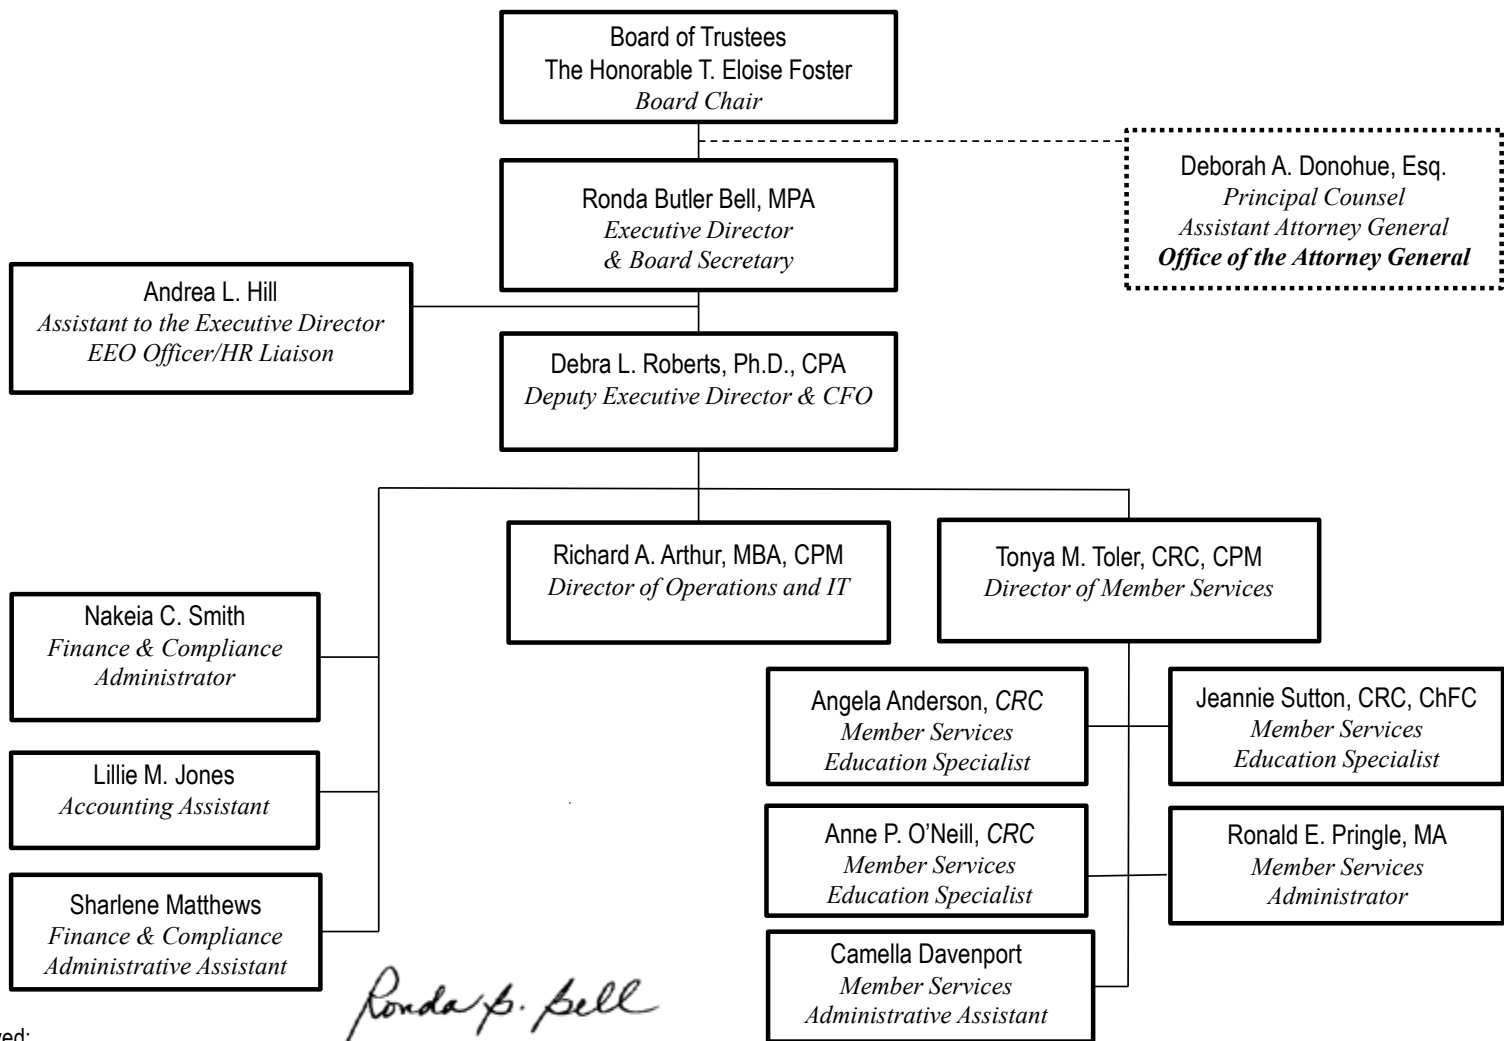 Board of Trustees
The Honorable T. Eloise Foster
Board Chair
Deborah A. Donohue, Esq.
Principal Counsel
Assistant Attorney General
Office of the Attorney General
Ronda Butler Bell, MPA
Executive Director
& Board Secretary
Andrea L. Hill
Assistant to the Executive Director
EEO Officer/HR Liaison
Debra L. Roberts, Ph.D., CPA
Deputy Executive Director & CFO
Richard A. Arthur, MBA, CPM
Director of Operations and IT
Tonya M. Toler, CRC, CPM
Director of Member Services
Nakeia C. Smith
Finance & Compliance
Administrator
Lillie M. Jones
Accounting Assistant
Sharlene Matthews
Finance & Compliance
Administrative Assistant
Angela Anderson, CRC
Member Services
Education Specialist
Jeannie Sutton, CRC, ChFC
Member Services
Education Specialist
Anne P. O’Neill, CRC
Member Services
Education Specialist
Ronald E. Pringle, MA
Member Services
Administrator
Camella Davenport
Member Services
Administrative Assistant
Ronda B. Bell